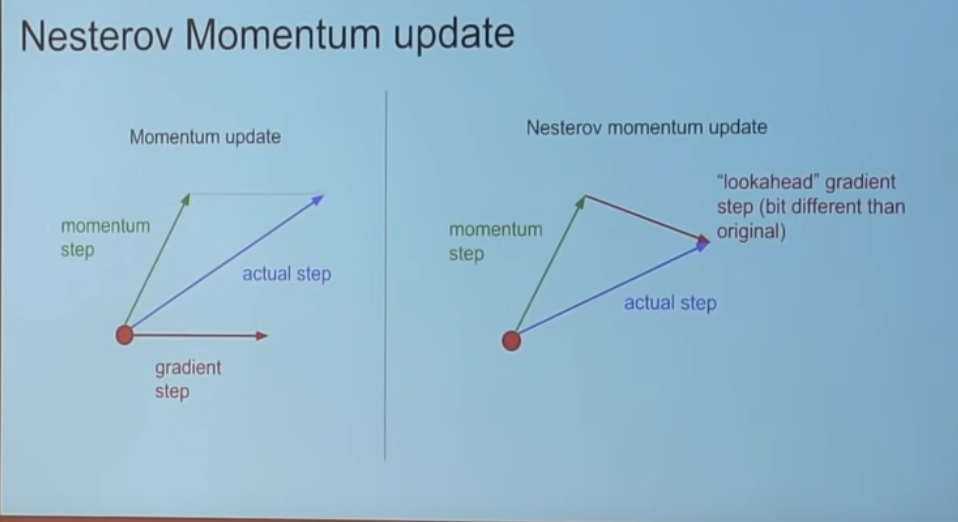 Nesterov Momentum update
Momentum update
momentum
step
actual step
gradient
step
Nesterov momentum update
momentum
step
"lookahead" gradient
step (bit different than
original)
actual step